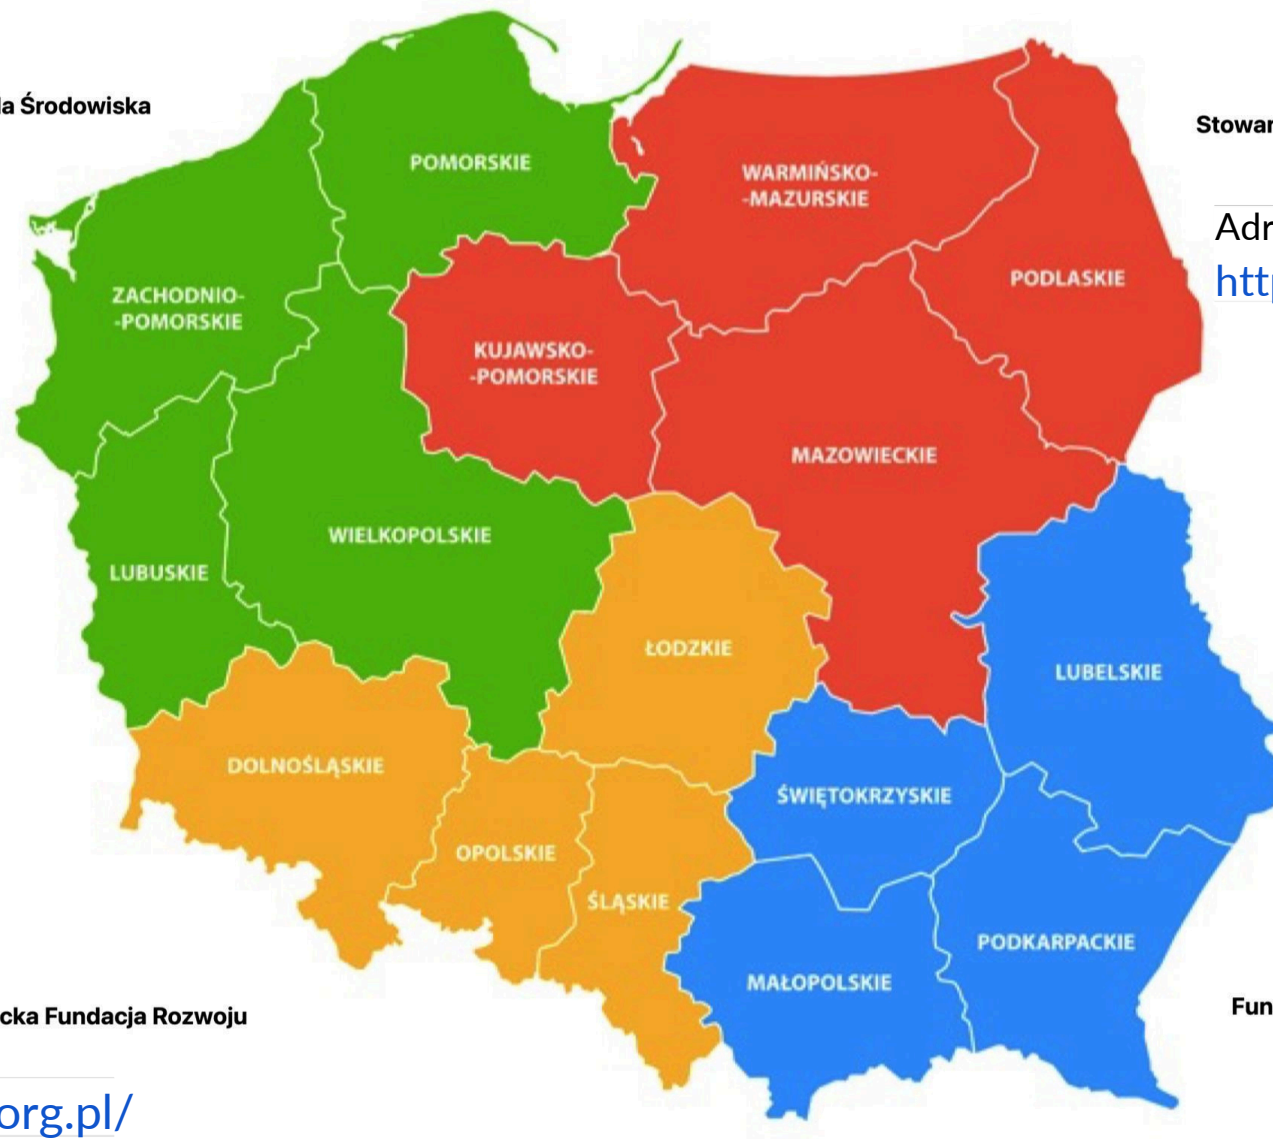 la Środowiska
Stowar
POMORSKIE
WARMIŃSKO-
-MAZURSKIE
Adr
http
PODLASKIE
ZACHODNIO-
-POMORSKIE
KUJAWSKO-
-POMORSKIE
MAZOWIECKIE
WIELKOPOLSKIE
LUBUSKIE
ŁODZKIE
LUBELSKIE
DOLNOŚLĄSKIE
ŚWIĘTOKRZYSKIE
OPOLSKIE
ŚLĄSKIE
PODKARPACKIE
MAŁOPOLSKIE
cka Fundacja Rozwoju
Fun
org.pl/